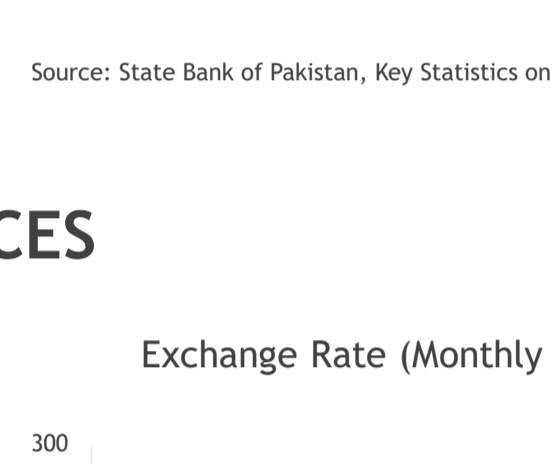 Source: State Bank of Pakistan, Key Statistics on
CES
Exchange Rate (Monthly
300